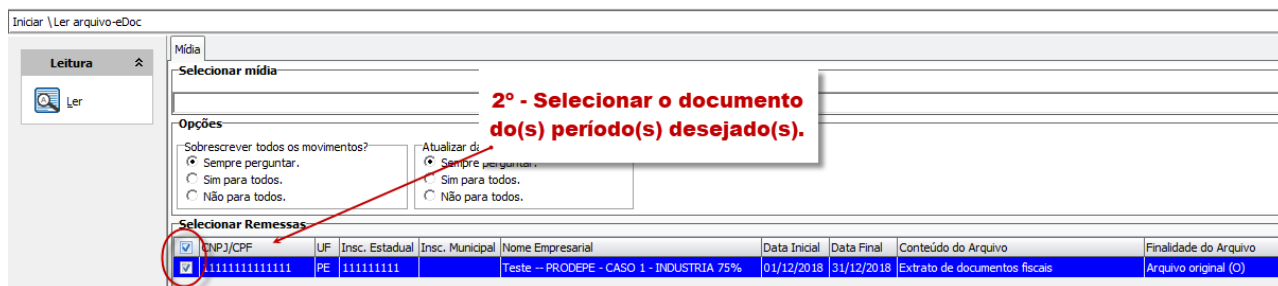 Iniciar \ Ler arquivo-eDoc
Leitura
Ler
Mídia
Selecionar mídia
2º - Selecionar o documento
do(s) período(s) desejado(s).
Opções
Sobrescrever todos os movimentos?
Sempre perguntar.
Sim para todos.
Não para todos.
Atualizar
Sempre perguntar.
Sim para todos.
Não para todos.
Selecionar Remessas
CNPJ/CPF UF Insc. Estadual Insc. Municipal Nome Empresarial Data Inicial Data Final Conteúdo do Arquivo Finalidade do Arquivo
11111111111111 PE 111111111 Teste -- PRODEPE - CASO 1 - INDUSTRIA 75% 01/12/2018 31/12/2018 Extrato de documentos fiscais Arquivo original (O)